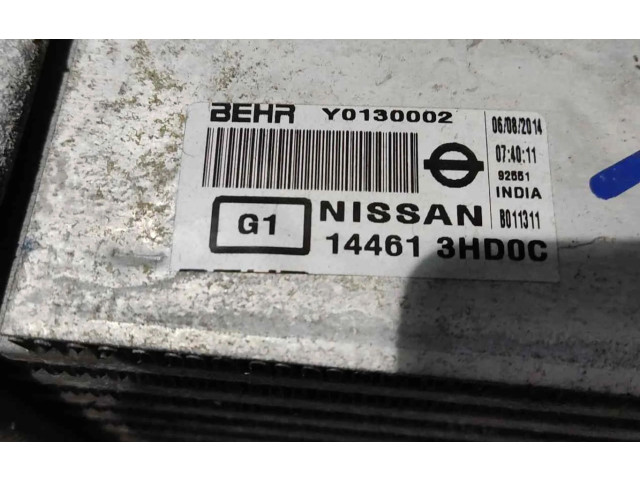 BEHR Y0130002
06/08/2014
07:40:11
92551
INDIA
B011311
G1
NISSAN
14461 3HD0C